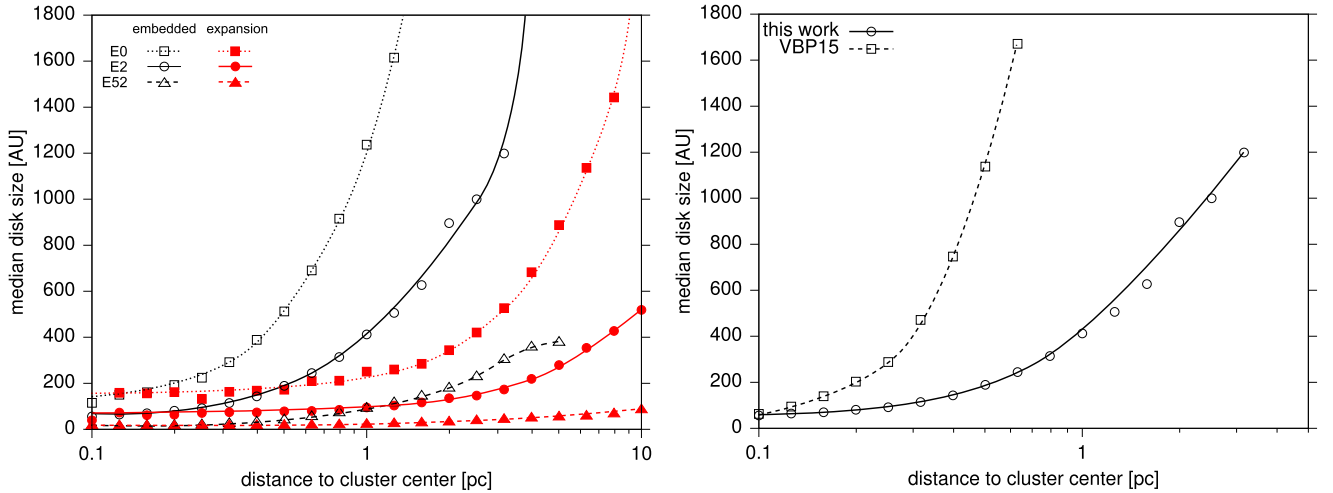 embedded expansion
E0
E2
E52
1800
1600
1400
1200
1000
800
600
400
200
0
median disk size [AU]
0.1 1 10
distance to cluster center [pc]
this work
VBP15
1800
1600
1400
1200
1000
800
600
400
200
0
median disk size [AU]
0.1 1
distance to cluster center [pc]